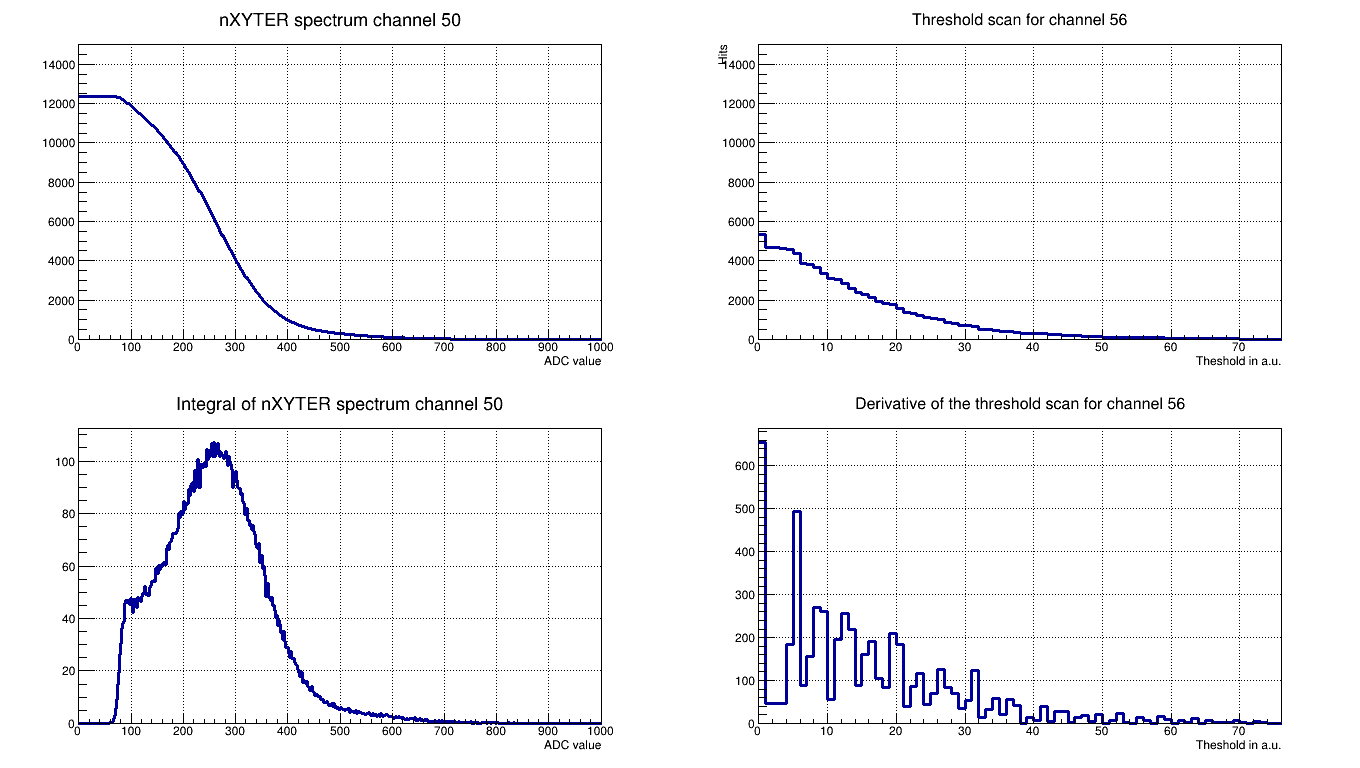 nXYTER spectrum channel 50
14000
12000
10000
8000
6000
4000
2000
0
0 100 200 300 400 500 600 700 800 900 1000
ADC value
Threshold scan for channel 56
Hits
14000
12000
10000
8000
6000
4000
2000
0
0 10 20 30 40 50 60 70
Theshold in a.u.
Integral of nXYTER spectrum channel 50
100
80
60
40
20
0
0 100 200 300 400 500 600 700 800 900 1000
ADC value
Derivative of the threshold scan for channel 56
600
500
400
300
200
100
0
0 10 20 30 40 50 60 70
Theshold in a.u.